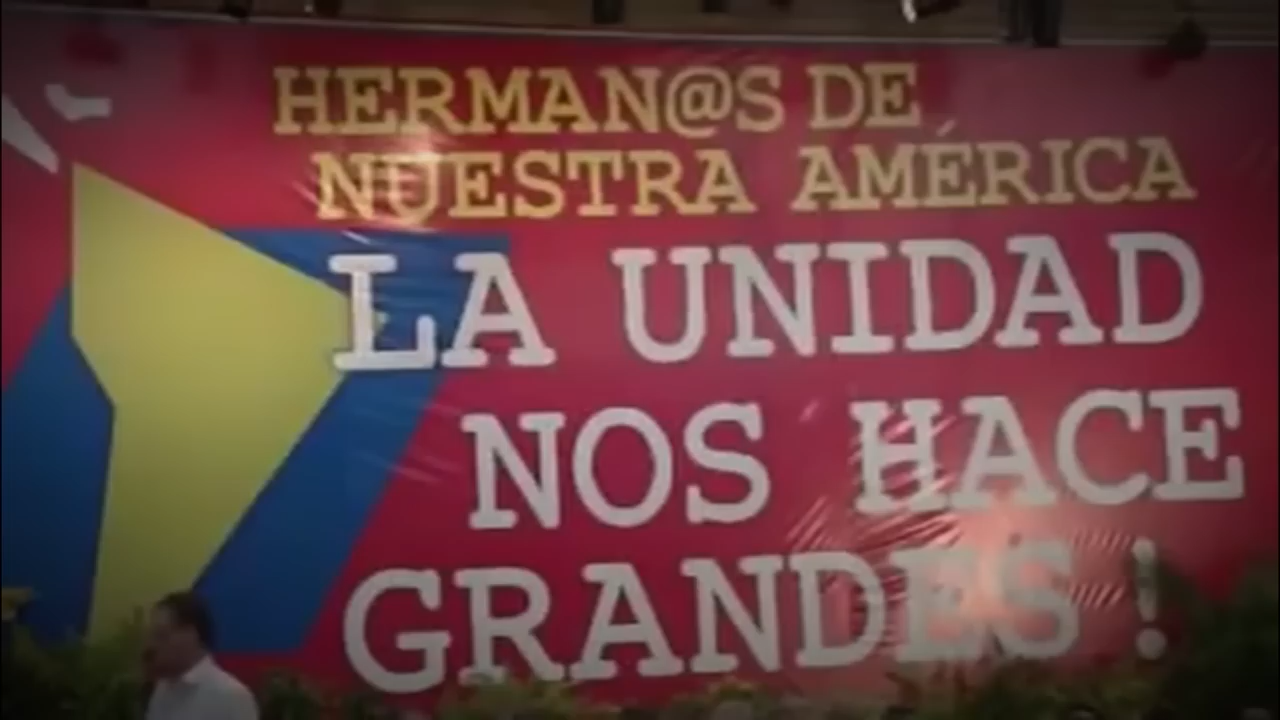 HERMAN@S DE
NUESTRA AMÉRICA
LA UNIDAD
NOS HACE
GRANDES!